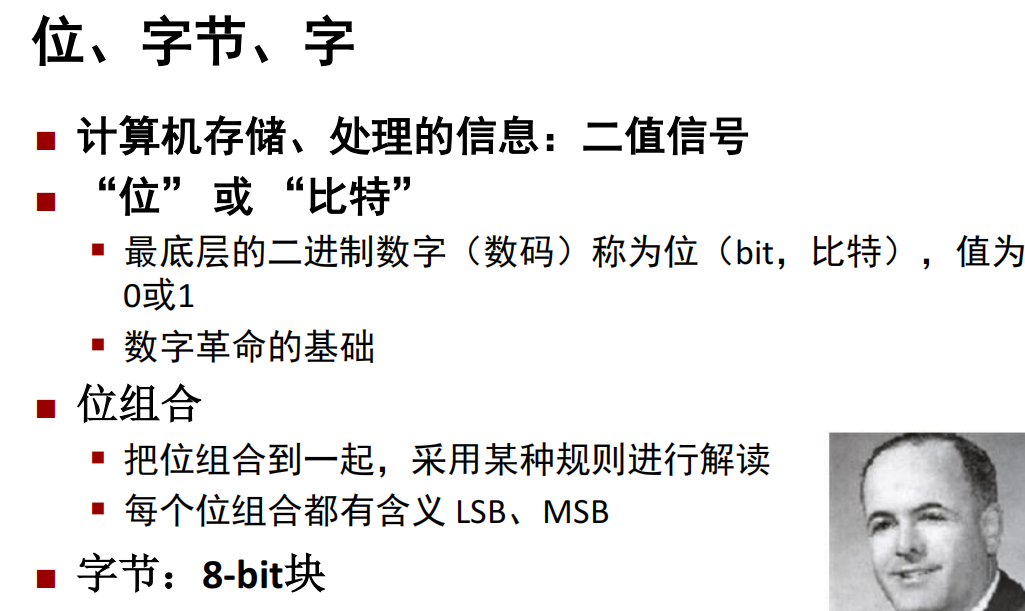 位、字节、字
计算机存储、处理的信息：二值信号
“位” 或 “比特”
最底层的二进制数字（数码）称为位（bit，比特），值为
0或1
数字革命的基础
位组合
把位组合到一起，采用某种规则进行解读
每个位组合都有含义 LSB、MSB
字节：8-bit块